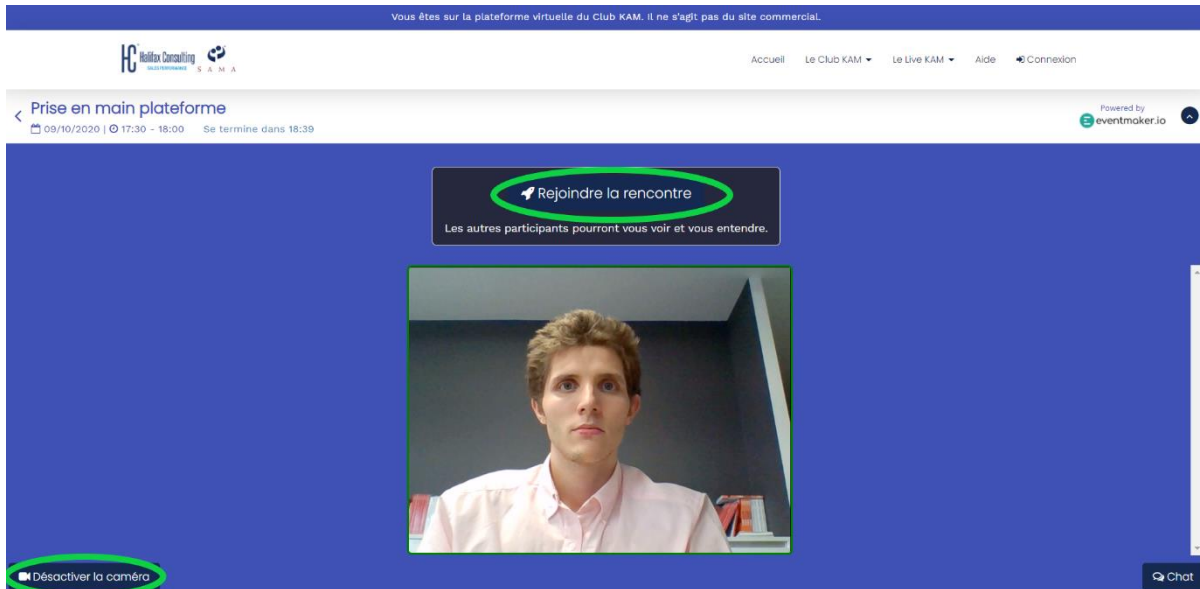 Vous êtes sur la plateforme virtuelle du Club KAM. Il ne s'agit pas du site commercial.
HC Halifax Consulting
SALES PERFORMANCE
SAMA
Accueil Le Club KAM Le Live KAM Aide Connexion
Prise en main plateforme
09/10/2020 | 17:30 - 18:00 Se termine dans 18:39
Powered by
eventmaker.io
Rejoindre la rencontre
Les autres participants pourront vous voir et vous entendre.
Désactiver la caméra
Chat